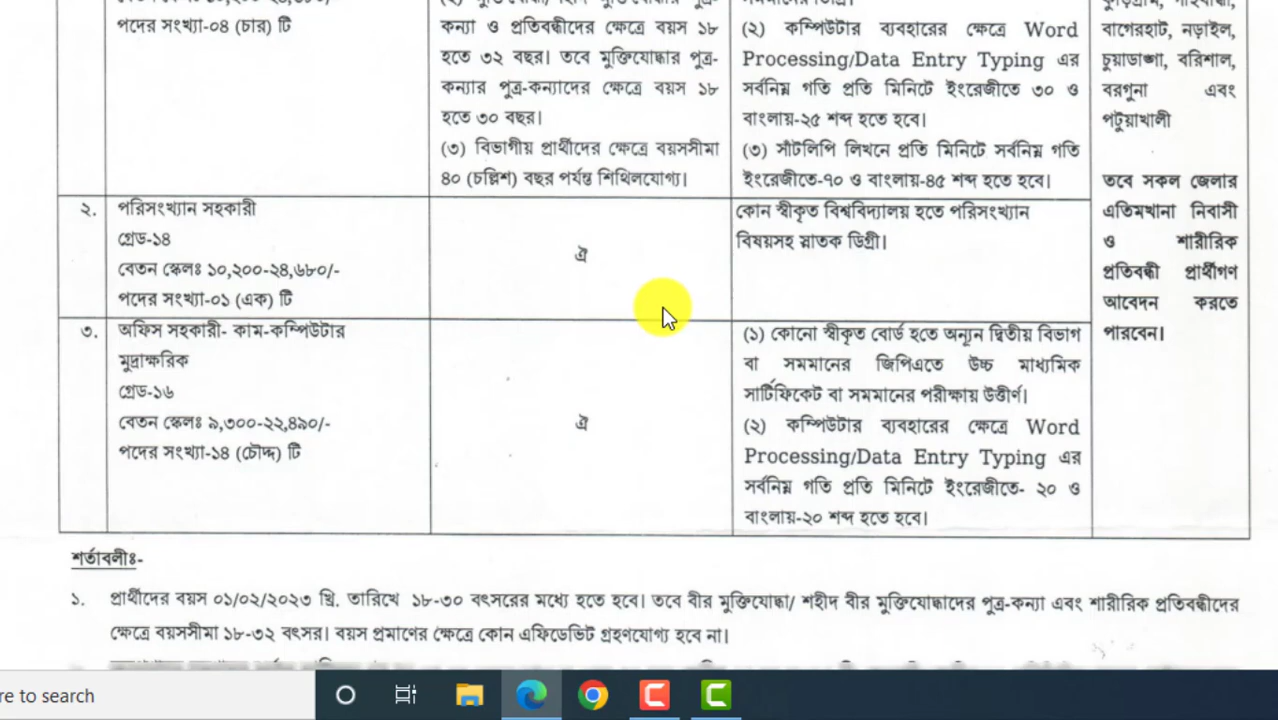 পদের সংখ্যা-০৪ (চার) টি
কন্যা ও প্রতিবন্ধীদের ক্ষেত্রে বয়স ১৮
হতে ৩২ বছর। তবে মুক্তিযোদ্ধার পুত্র-
কন্যার পুত্র-কন্যাদের ক্ষেত্রে বয়স ১৮
হতে ৩০ বছর।
(৩) বিভাগীয় প্রার্থীদের ক্ষেত্রে বয়সসীমা
৪০ (চল্লিশ) বছর পর্যন্ত শিথিলযোগ্য।
(২) কম্পিউটার ব্যবহারের ক্ষেত্রে Word
Processing/Data Entry Typing এর
সর্বনিম্ন গতি প্রতি মিনিটে ইংরেজীতে ৩০ ও
বাংলায়-২৫ শব্দ হতে হবে।
(৩) সাঁটলিপি লিখনে প্রতি মিনিটে সর্বনিম্ন গতি
ইংরেজীতে-৭০ ও বাংলায়-৪৫ শব্দ হতে হবে।
বাগেরহাট, নড়াইল,
চুয়াডাঙ্গা, বরিশাল,
বরগুনা এবং
পটুয়াখালী
তবে সকল জেলার
এতিমখানা নিবাসী
ও শারীরিক
প্রতিবন্ধী প্রার্থীগণ
আবেদন করতে
পারবেন।
২.
পরিসংখ্যান সহকারী
গ্রেড-১৪
বেতন স্কেলঃ ১০,২০০-২৪,৬৮০/-
পদের সংখ্যা-০১ (এক) টি
ঐ
কোন স্বীকৃত বিশ্ববিদ্যালয় হতে পরিসংখ্যান
বিষয়সহ স্নাতক ডিগ্রী।
৩.
অফিস সহকারী- কাম-কম্পিউটার
মুদ্রাক্ষরিক
গ্রেড-১৬
বেতন স্কেলঃ ৯,৩০০-২২,৪৯০/-
পদের সংখ্যা-১৪ (চৌদ্দ) টি
ঐ
(১) কোনো স্বীকৃত বোর্ড হতে অন্যূন দ্বিতীয় বিভাগ
বা সমমানের জিপিএতে উচ্চ মাধ্যমিক
সার্টিফিকেট বা সমমানের পরীক্ষায় উত্তীর্ণ।
(২) কম্পিউটার ব্যবহারের ক্ষেত্রে Word
Processing/Data Entry Typing এর
সর্বনিম্ন গতি প্রতি মিনিটে ইংরেজীতে- ২০ ও
বাংলায়-২০ শব্দ হতে হবে।
শর্তাবলীঃ-
১. প্রার্থীদের বয়স ০১/০২/২০২৩ খ্রি. তারিখে ১৮-৩০ বৎসরের মধ্যে হতে হবে। তবে বীর মুক্তিযোদ্ধা/ শহীদ বীর মুক্তিযোদ্ধাদের পুত্র-কন্যা এবং শারীরিক প্রতিবন্ধীদের
ক্ষেত্রে বয়সসীমা ১৮-৩২ বৎসর। বয়স প্রমাণের ক্ষেত্রে কোন এফিডেভিট গ্রহণযোগ্য হবে না।
re to search